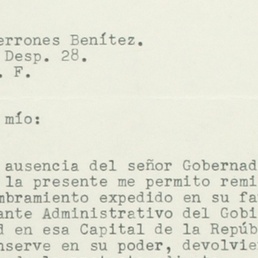 errones Benítez.
Desp. 28.
. F.
mío:
ausencia del señor Gobernad
la presente me permito remi
mbramiento expedido en su fa
ante Administrativo del Gobi
d en esa Capital de la Repúb
nserve en su poder, devolvie